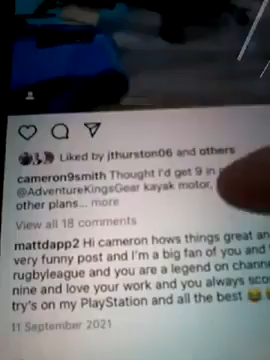 Liked by jthurston06 and others
cameron9smith Thought I'd get 9 in
@AdventureKingsGear kayak motor,
other plans... more
View all 18 comments
mattdapp2 Hi cameron hows things great
very funny post and I'm a big fan of you and
rugbyleague and you are a legend on
nine and love your work and you always
try's on my PlayStation and all the best 😂
11 September 2021